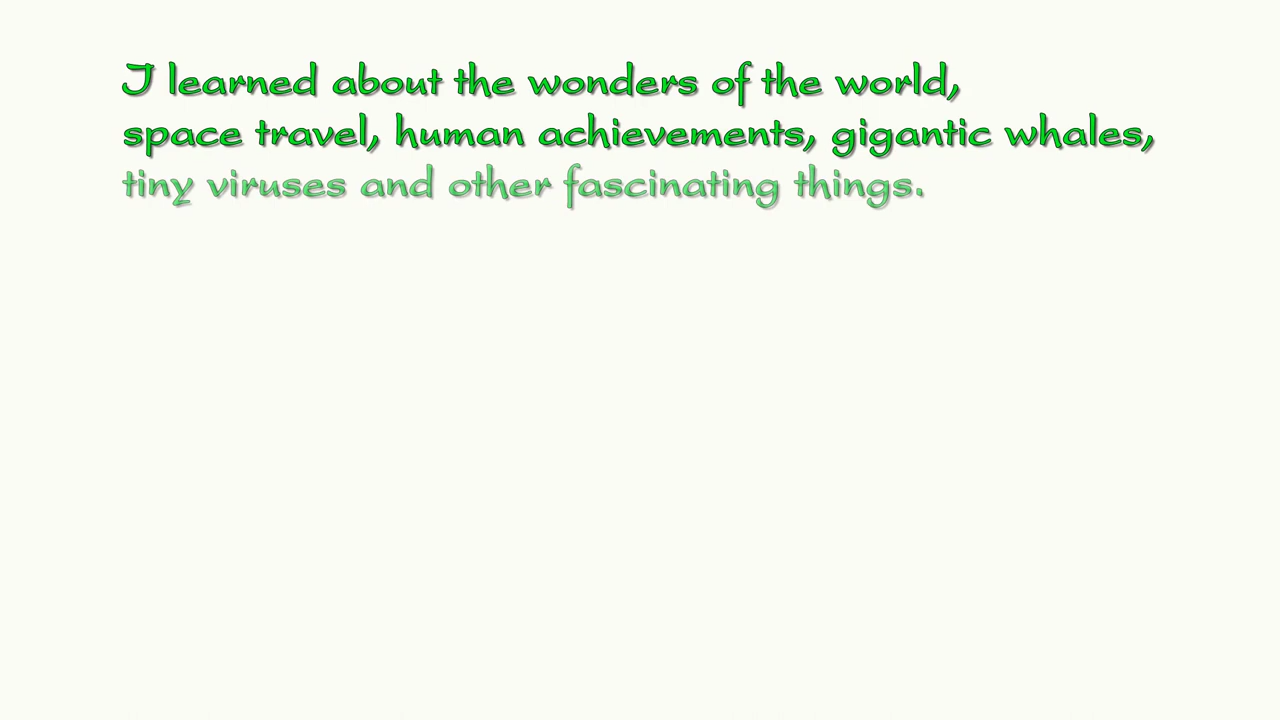 I learned about the wonders of the world,
space travel, human achievements, gigantic whales,
tiny viruses and other fascinating things.